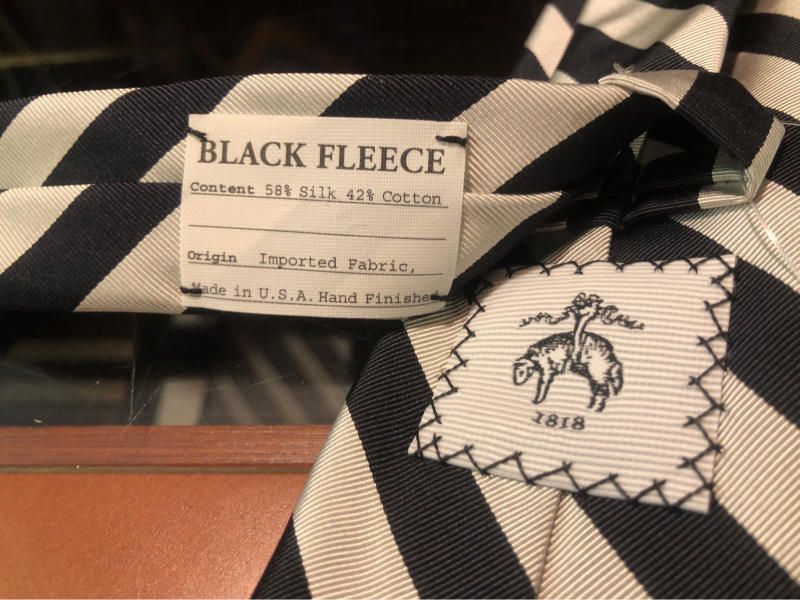 BLACK FLEECE
Content 58% Silk 42% Cotton
Origin Imported Fabric,
Made in U.S.A. Hand Finished
1818